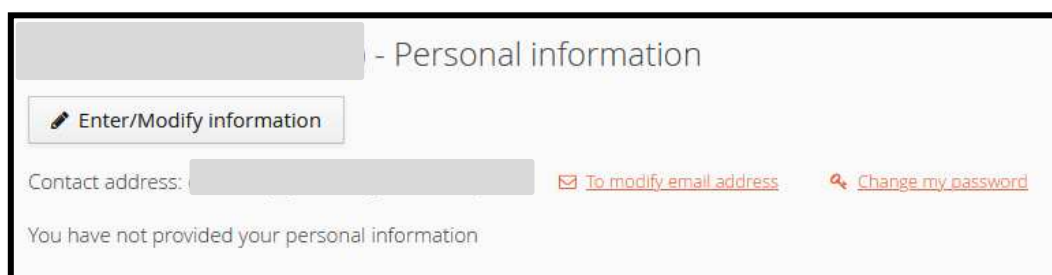 - Personal information
Enter/Modify information
Contact address: To modify email address Change my password
You have not provided your personal information